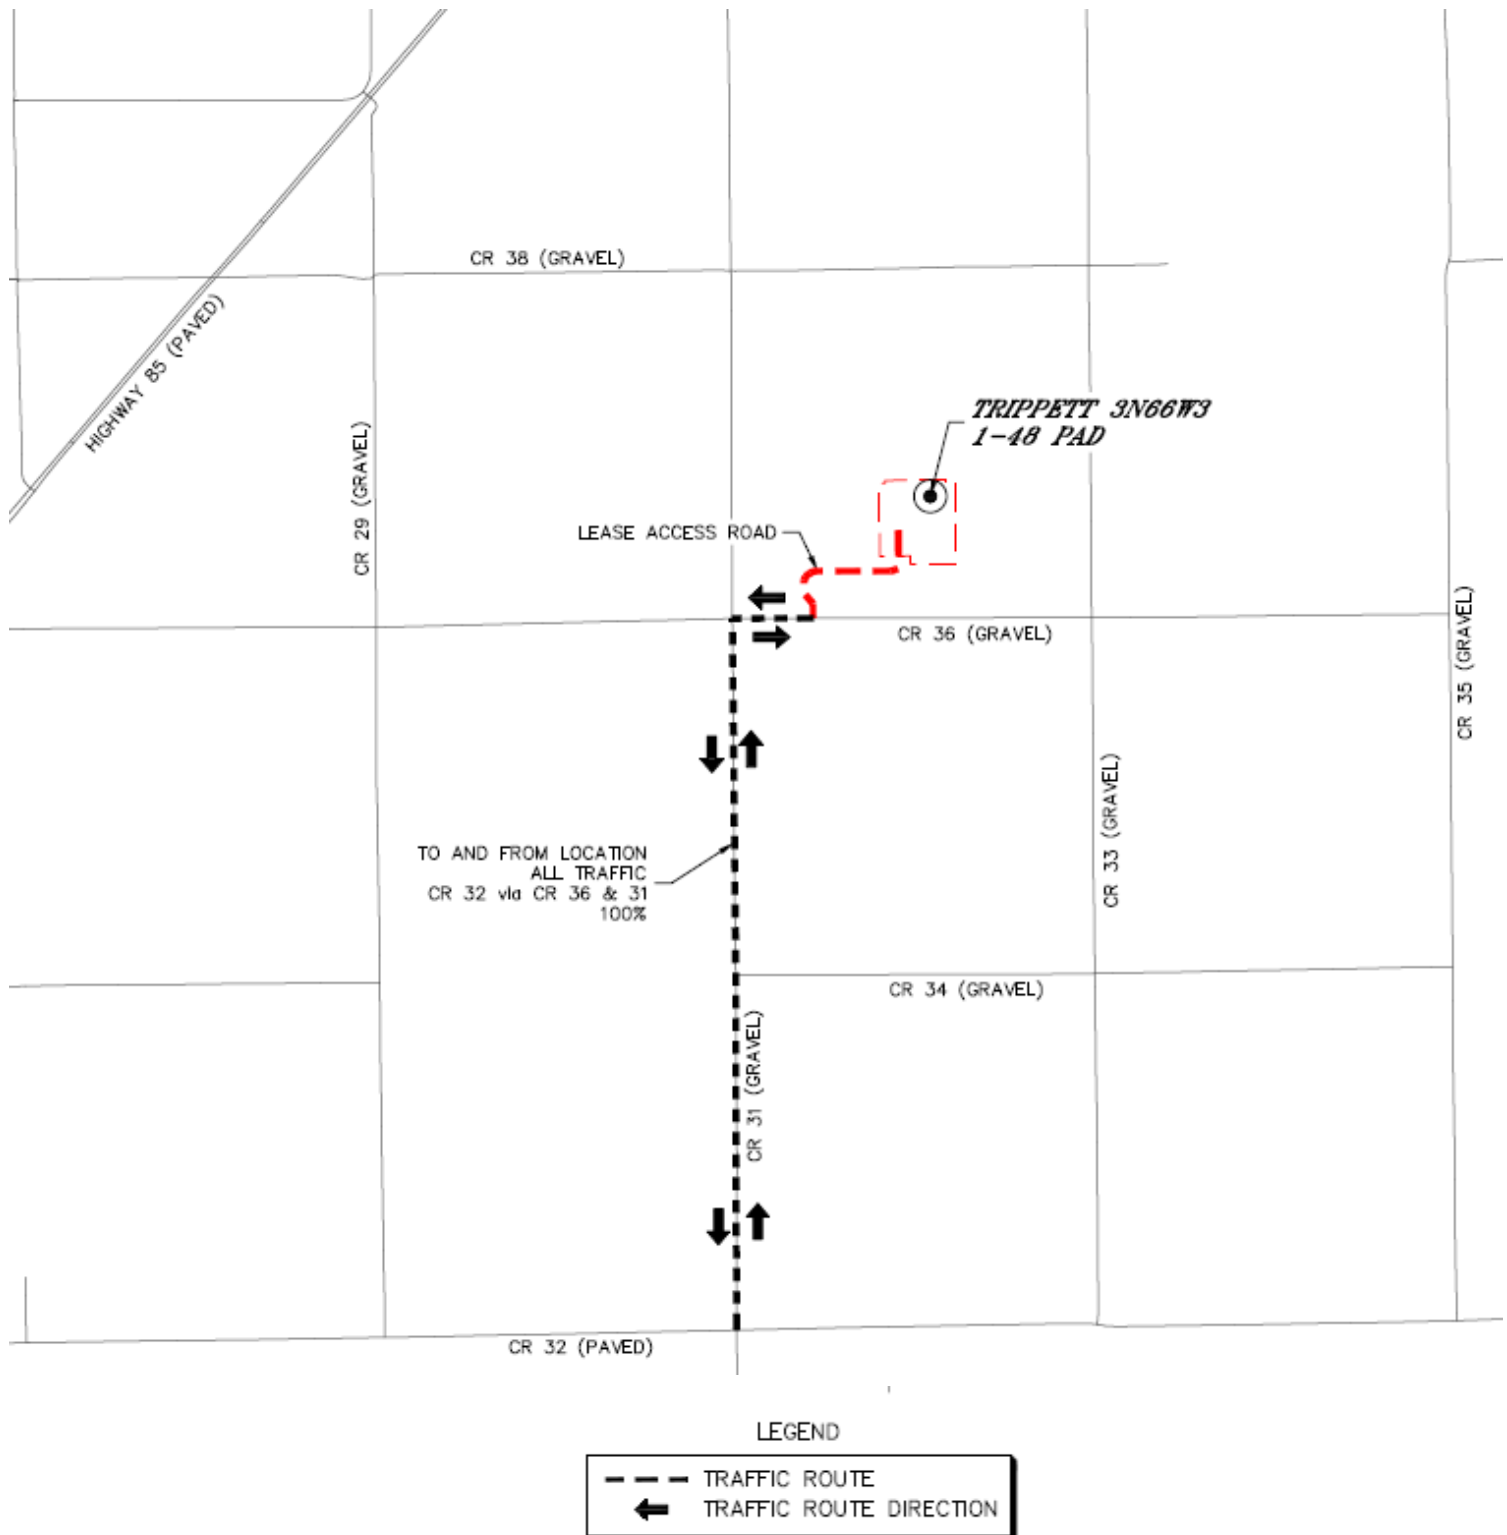 CR 38 (GRAVEL)
HIGHWAY 85 (PAVED)
TRIPPETT 3N66W3
1-48 PAD
CR 29 (GRAVEL)
LEASE ACCESS ROAD
CR 36 (GRAVEL)
CR 35 (GRAVEL)
CR 33 (GRAVEL)
TO AND FROM LOCATION
ALL TRAFFIC
CR 32 via CR 36 & 31
100%
CR 34 (GRAVEL)
CR 31 (GRAVEL)
CR 32 (PAVED)
LEGEND
TRAFFIC ROUTE
TRAFFIC ROUTE DIRECTION